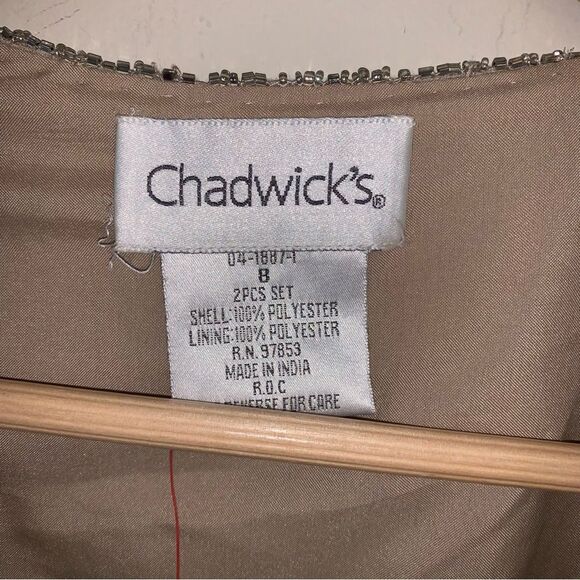 Chadwick's®
04-1887-1
8
2PCS SET
SHELL:100% POLYESTER
LINING:100% POLYESTER
R.N. 97853
MADE IN INDIA
R.O.C
REVERSE FOR CARE